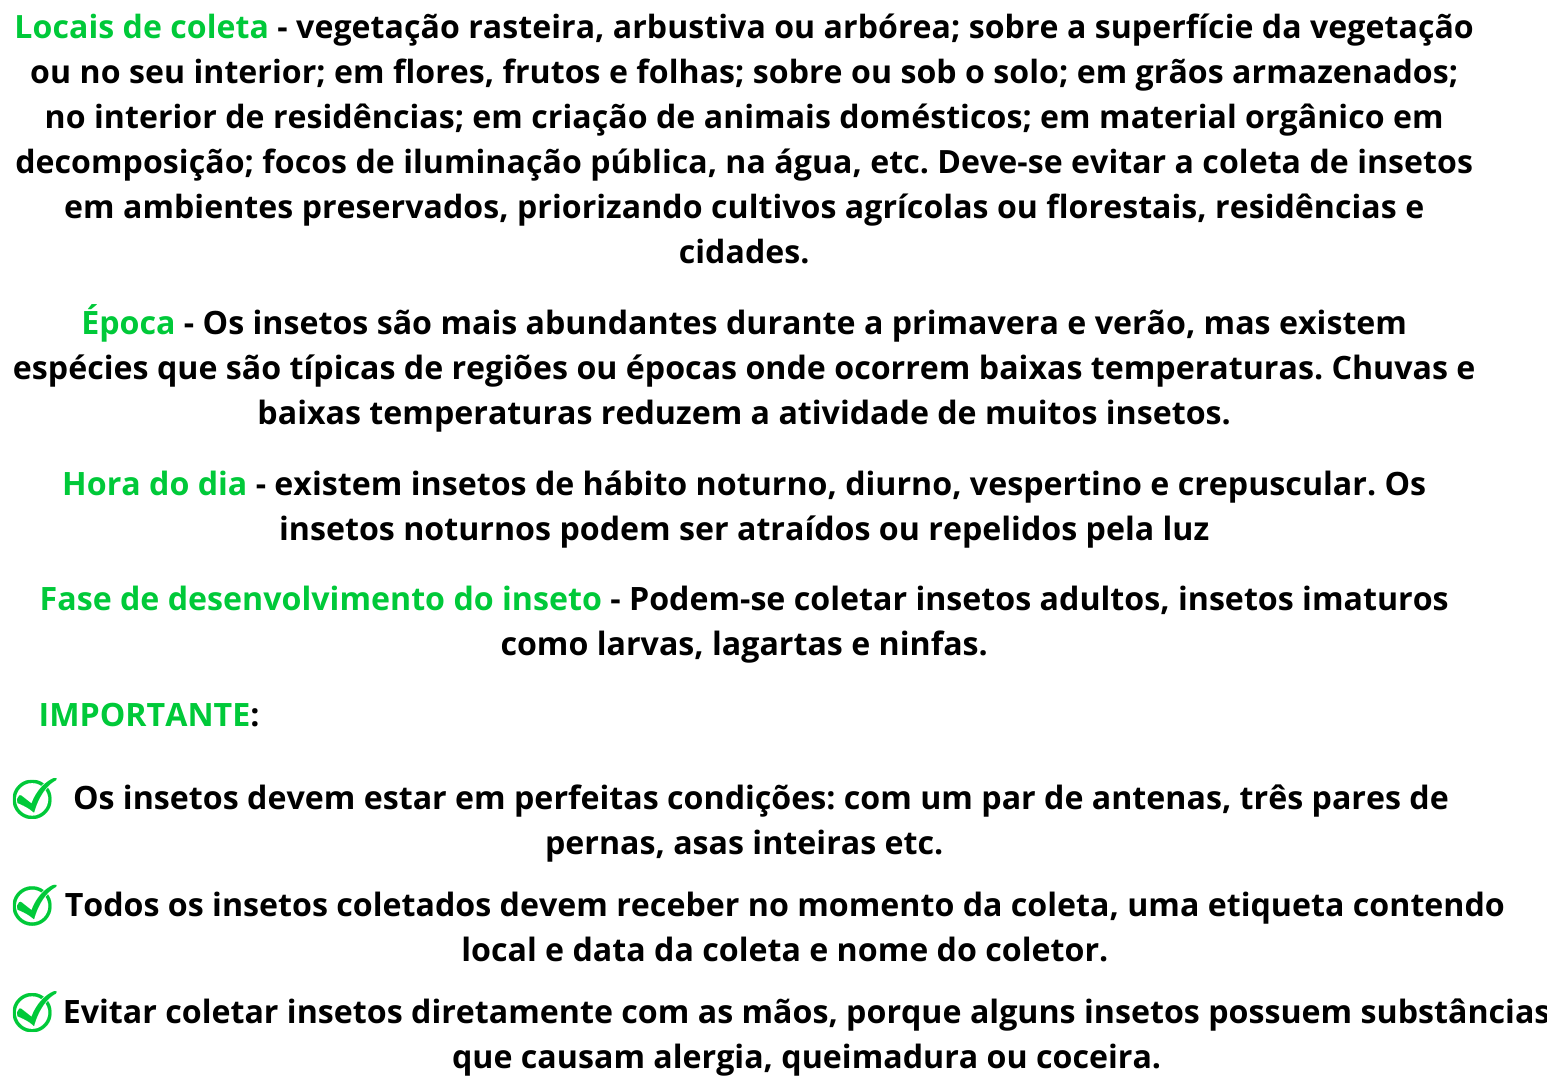 Locais de coleta - vegetação rasteira, arbustiva ou arbórea; sobre a superfície da vegetação
ou no seu interior; em flores, frutos e folhas; sobre ou sob o solo; em grãos armazenados;
no interior de residências; em criação de animais domésticos; em material orgânico em
decomposição; focos de iluminação pública, na água, etc. Deve-se evitar a coleta de insetos
em ambientes preservados, priorizando cultivos agrícolas ou florestais, residências e
cidades.
Época - Os insetos são mais abundantes durante a primavera e verão, mas existem
espécies que são típicas de regiões ou épocas onde ocorrem baixas temperaturas. Chuvas e
baixas temperaturas reduzem a atividade de muitos insetos.
Hora do dia - existem insetos de hábito noturno, diurno, vespertino e crepuscular. Os
insetos noturnos podem ser atraídos ou repelidos pela luz
Fase de desenvolvimento do inseto - Podem-se coletar insetos adultos, insetos imaturos
como larvas, lagartas e ninfas.
IMPORTANTE:
Os insetos devem estar em perfeitas condições: com um par de antenas, três pares de
pernas, asas inteiras etc.
Todos os insetos coletados devem receber no momento da coleta, uma etiqueta contendo
local e data da coleta e nome do coletor.
Evitar coletar insetos diretamente com as mãos, porque alguns insetos possuem substâncias
que causam alergia, queimadura ou coceira.